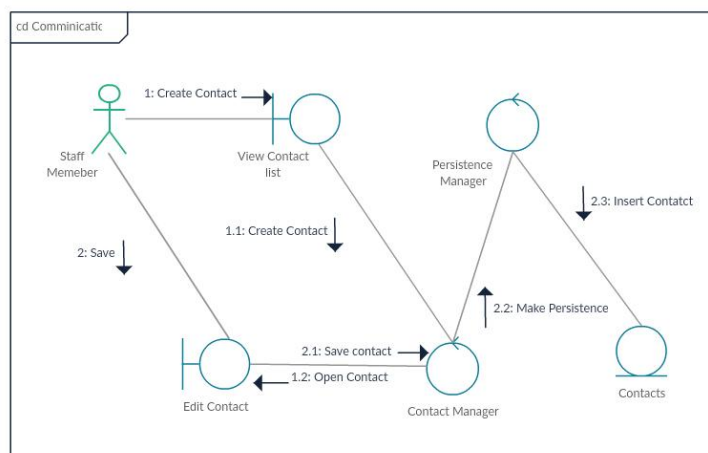 cd Comminicatic
1: Create Contact
Staff
Memeber
View Contact
list
Persistence
Manager
2.3: Insert Contatct
1.1: Create Contact
2: Save
2.2: Make Persistence
2.1: Save contact
1.2: Open Contact
Edit Contact
Contact Manager
Contacts